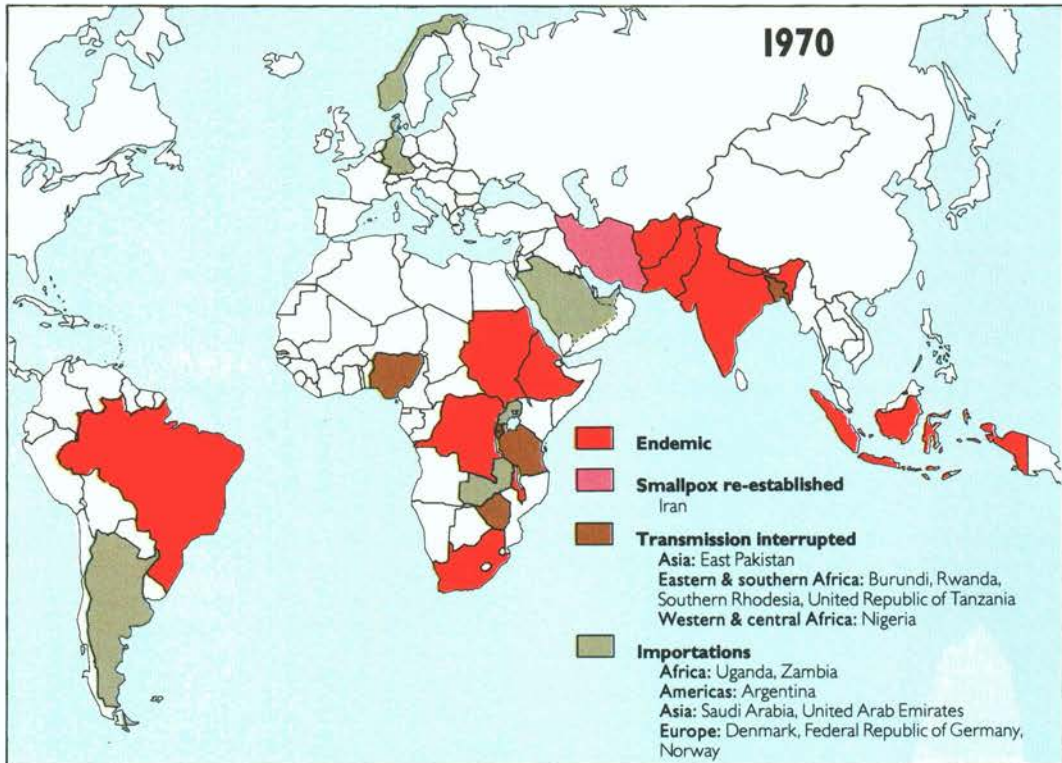 1970
Endemic
Smallpox re-established
Iran
Transmission interrupted
Asia: East Pakistan
Eastern & southern Africa: Burundi, Rwanda,
Southern Rhodesia, United Republic of Tanzania
Western & central Africa: Nigeria
Importations
Africa: Uganda, Zambia
Americas: Argentina
Asia: Saudi Arabia, United Arab Emirates
Europe: Denmark, Federal Republic of Germany,
Norway